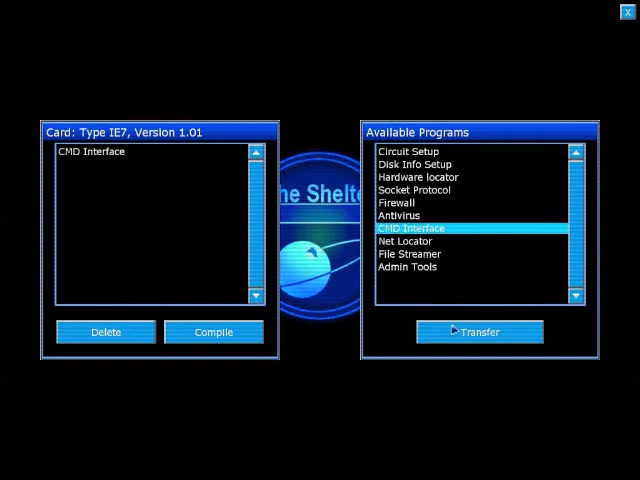 X
Card: Type IE7, Version 1.01
CMD Interface
Delete
Compile
he Shelte
Available Programs
Circuit Setup
Disk Info Setup
Hardware locator
Socket Protocol
Firewall
Antivirus
CMD Interface
Net Locator
File Streamer
Admin Tools
Transfer